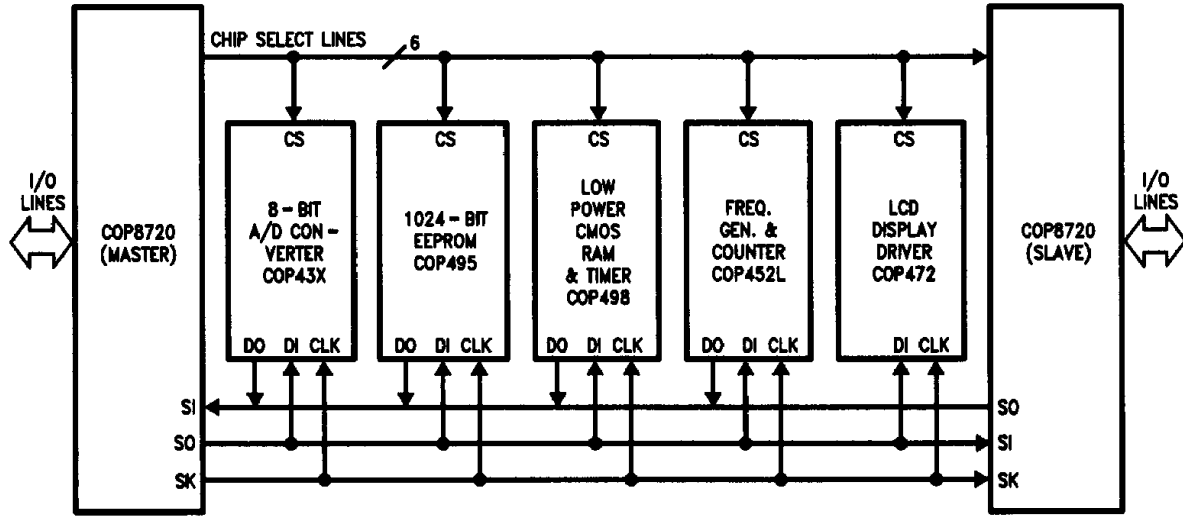 CHIP SELECT LINES
6
I/O
LINES
COP8720
(MASTER)
SI
SO
SK
CS
8-BIT
A/D CON-
VERTER
COP43X
DO DI CLK
CS
1024-BIT
EEPROM
COP495
DO DI CLK
CS
LOW
POWER
CMOS
RAM
& TIMER
COP498
DO DI CLK
CS
FREQ.
GEN. &
COUNTER
COP452L
DO DI CLK
CS
LCD
DISPLAY
DRIVER
COP472
DI CLK
COP8720
(SLAVE)
SO
SI
SK
I/O
LINES